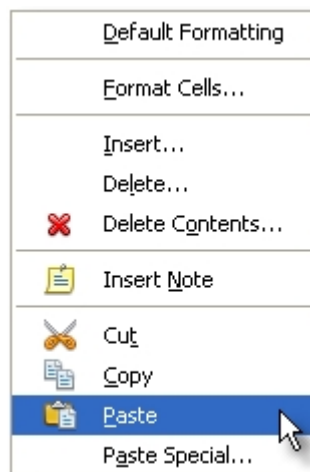 Default Formatting
Format Cells...
Insert...
Delete...
Delete Contents...
Insert Note
Cut
Copy
Paste
Paste Special...